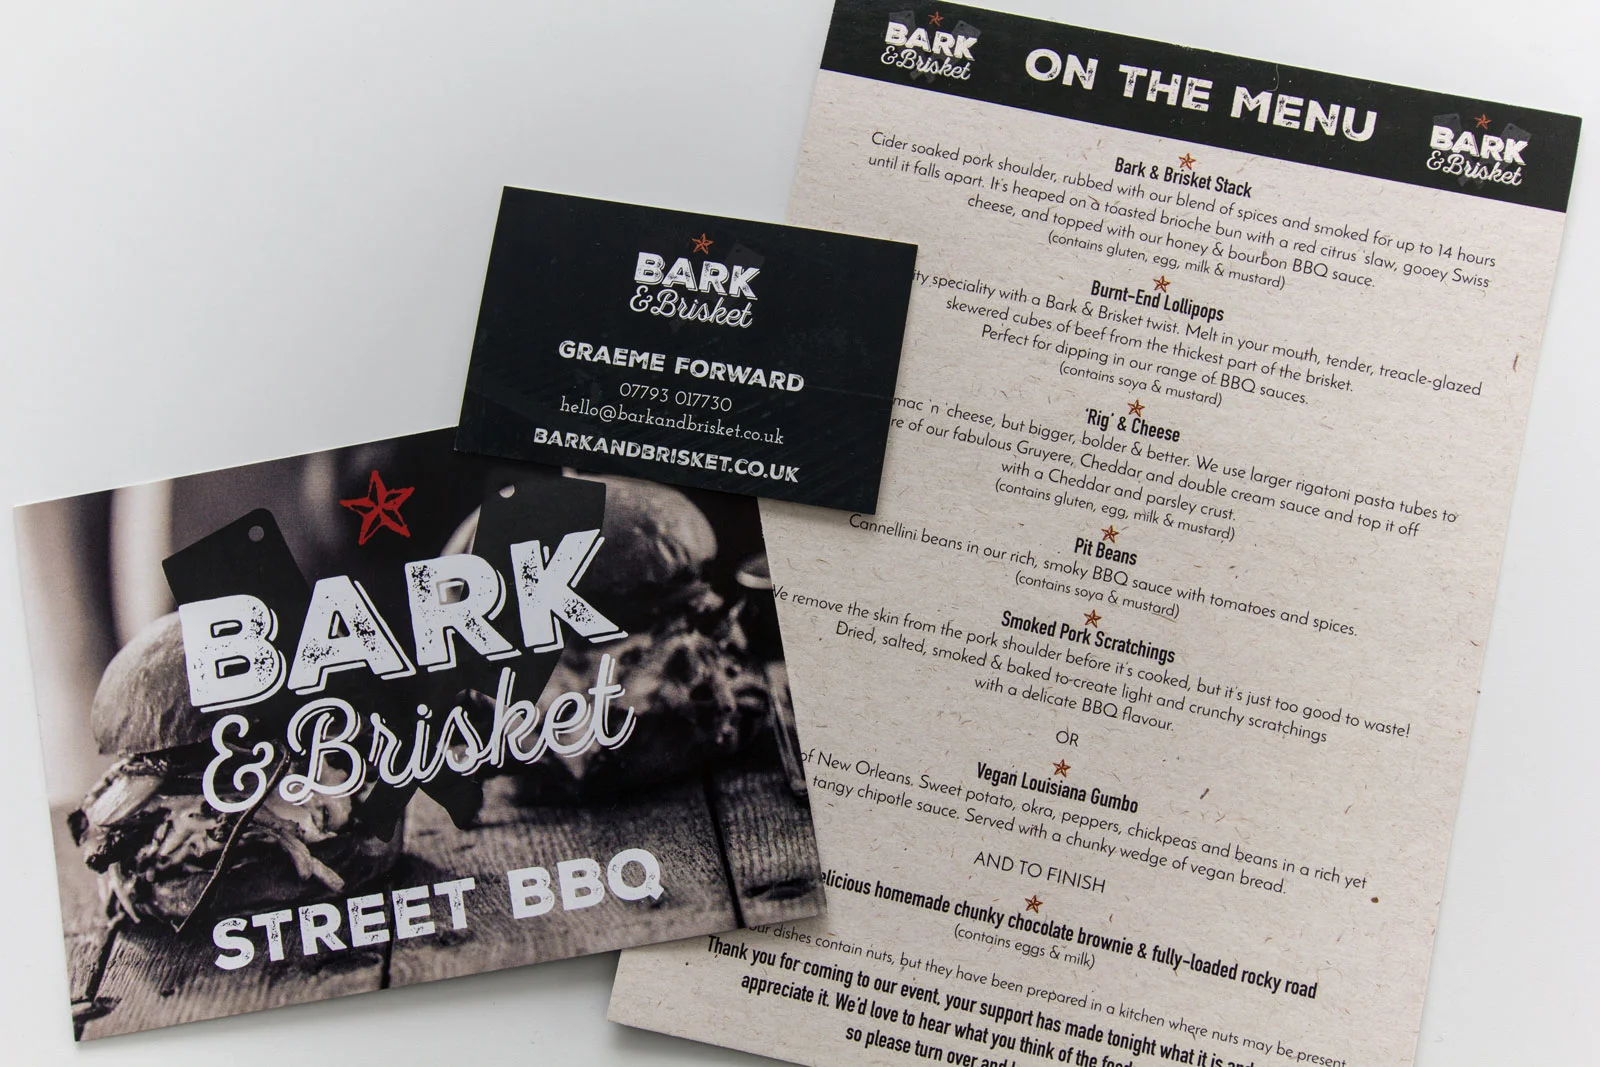 BARK
& Brisket
STREET BBQ
BARK
& Brisket
GRAEME FORWARD
07793 017730
hello@barkandbrisket.co.uk
BARKANDBRISKET.CO.UK
BARK
& Brisket
ON THE MENU
BARK
& Brisket
Bark & Brisket Stack
Cider soaked pork shoulder, rubbed with our blend of spices and smoked for up to 14 hours
until it falls apart. It's heaped on a toasted brioche bun with a red citrus 'slaw, gooey Swiss
cheese, and topped with our honey & bourbon BBQ sauce.
(contains gluten, egg, milk & mustard)
Burnt-End Lollipops
speciality with a Bark & Brisket twist. Melt in your mouth, tender, treacle-glazed
skewered cubes of beef from the thickest part of the brisket.
Perfect for dipping in our range of BBQ sauces.
(contains soya & mustard)
'Rig' & Cheese
mac 'n' cheese, but bigger, bolder & better. We use larger rigatoni pasta tubes to
of our fabulous Gruyere, Cheddar and double cream sauce and top it off
with a Cheddar and parsley crust.
(contains gluten, egg, milk & mustard)
Pit Beans
Cannellini beans in our rich, smoky BBQ sauce with tomatoes and spices.
(contains soya & mustard)
Smoked Pork Scratchings
We remove the skin from the pork shoulder before it's cooked, but it's just too good to waste!
Dried, salted, smoked & baked to create light and crunchy scratchings
with a delicate BBQ flavour.
OR
Vegan Louisiana Gumbo
of New Orleans. Sweet potato, okra, peppers, chickpeas and beans in a rich yet
tangy chipotle sauce. Served with a chunky wedge of vegan bread.
AND TO FINISH
elicious homemade chunky chocolate brownie & fully-loaded rocky road
(contains eggs & milk)
our dishes contain nuts, but they have been prepared in a kitchen where nuts may be present
Thank you for coming to our event, your support has made tonight what it is and
appreciate it. We'd love to hear what you think of the food
so please turn over and